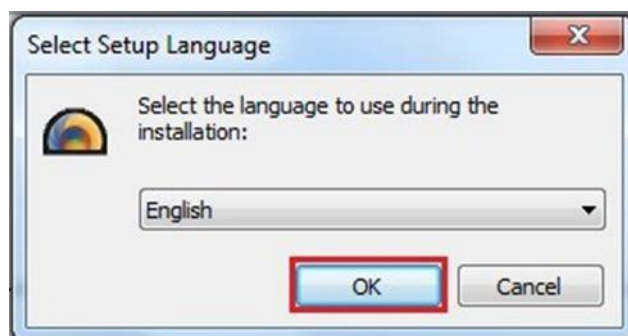 Select Setup Language
Select the language to use during the
installation:
English
OK
Cancel